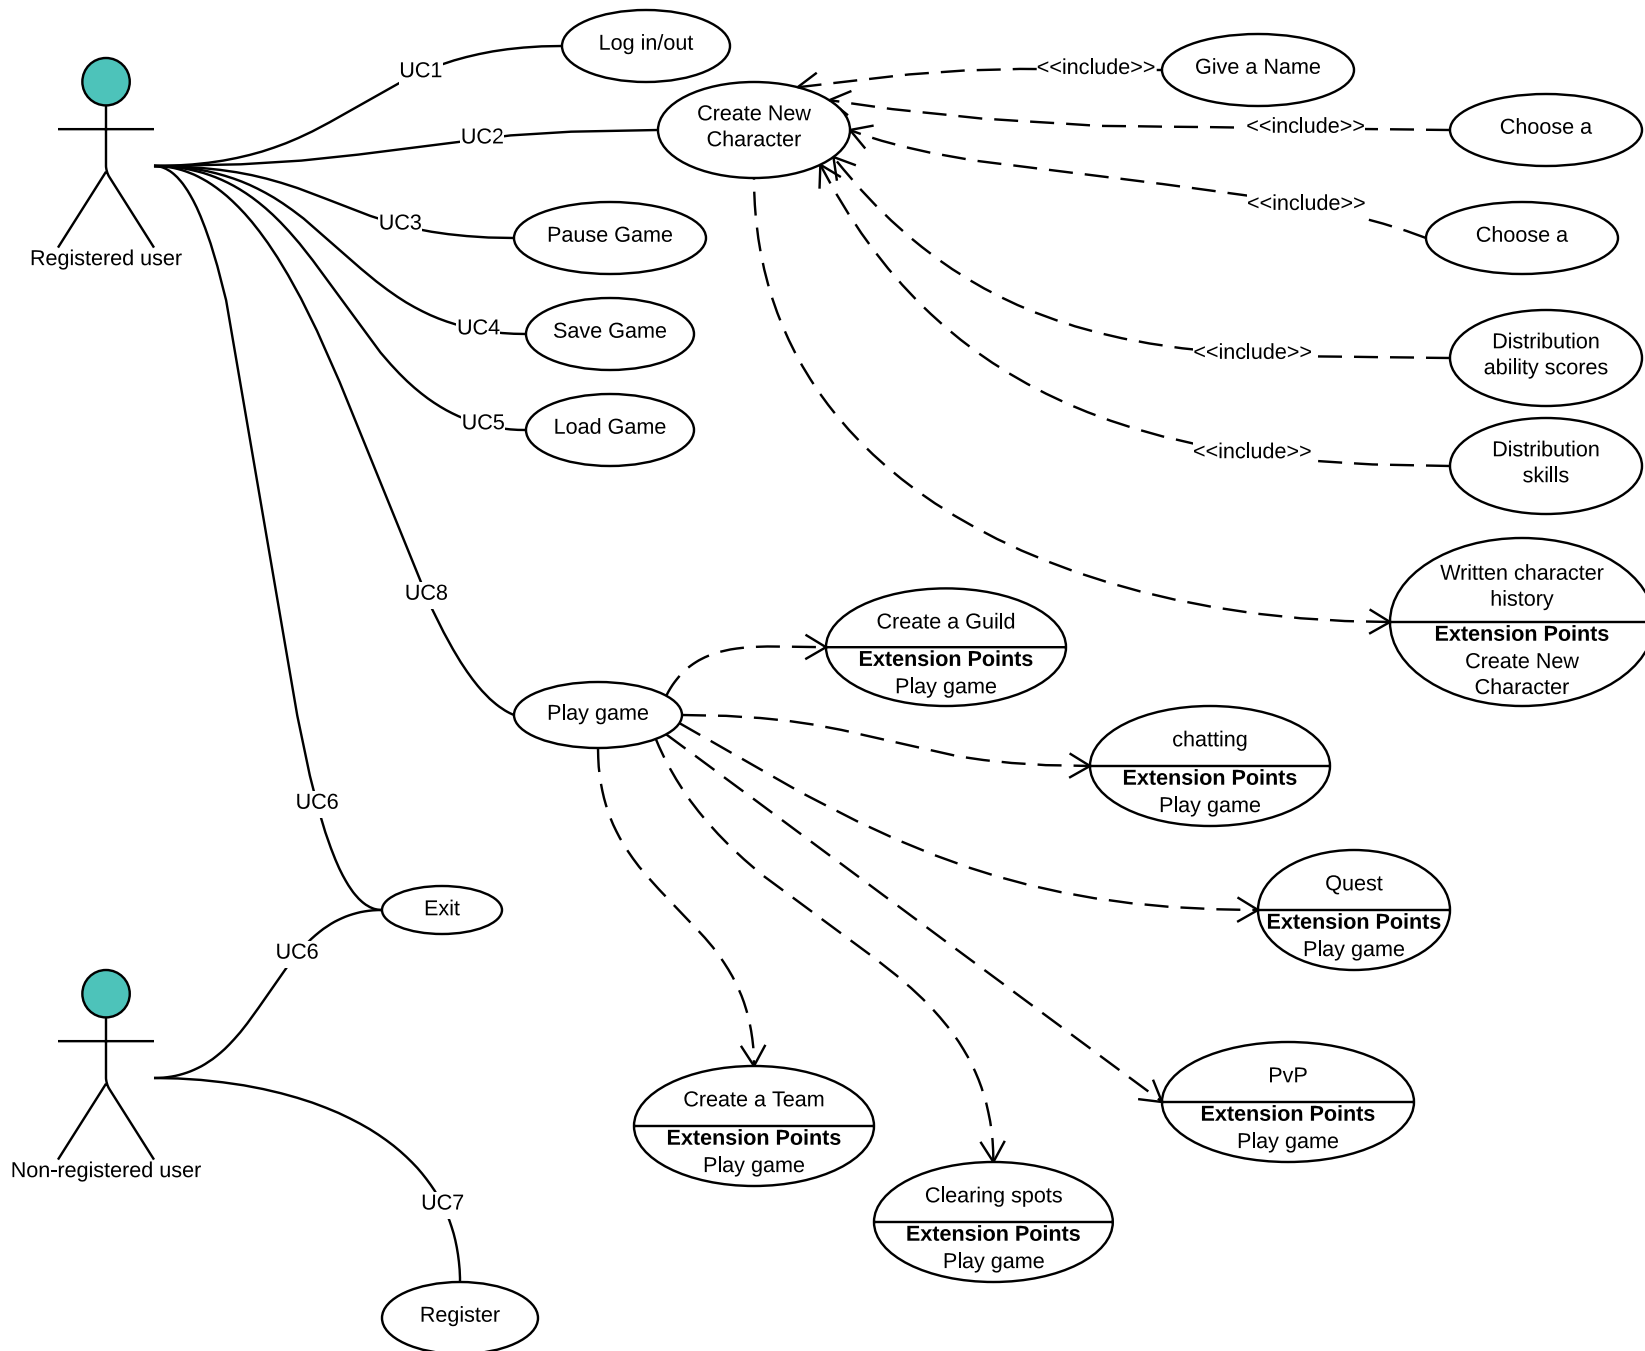 Log in/out
UC1
<<include>>
Give a Name
Create New
Character
UC2
<<include>>
Choose a
<<include>>
Choose a
UC3
Pause Game
Registered user
UC4
Save Game
<<include>>
Distribution
ability scores
UC5
Load Game
<<include>>
Distribution
skills
Written character
history
Extension Points
Create New
Character
UC8
Create a Guild
Extension Points
Play game
Play game
chatting
Extension Points
Play game
UC6
Quest
Extension Points
Play game
Exit
UC6
Create a Team
Extension Points
Play game
PvP
Extension Points
Play game
Non-registered user
UC7
Clearing spots
Extension Points
Play game
Register